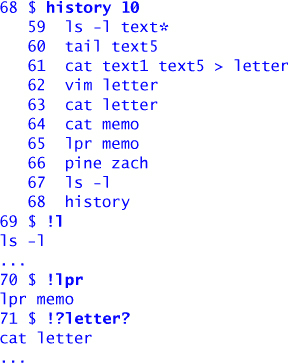 68 $ history 10
59 ls -l text*
60 tail text5
61 cat text1 text5 > letter
62 vim letter
63 cat letter
64 cat memo
65 lpr memo
66 pine zach
67 ls -l
68 history
69 $ !l
ls -l
...
70 $ !lpr
lpr memo
71 $ !?letter?
cat letter
...